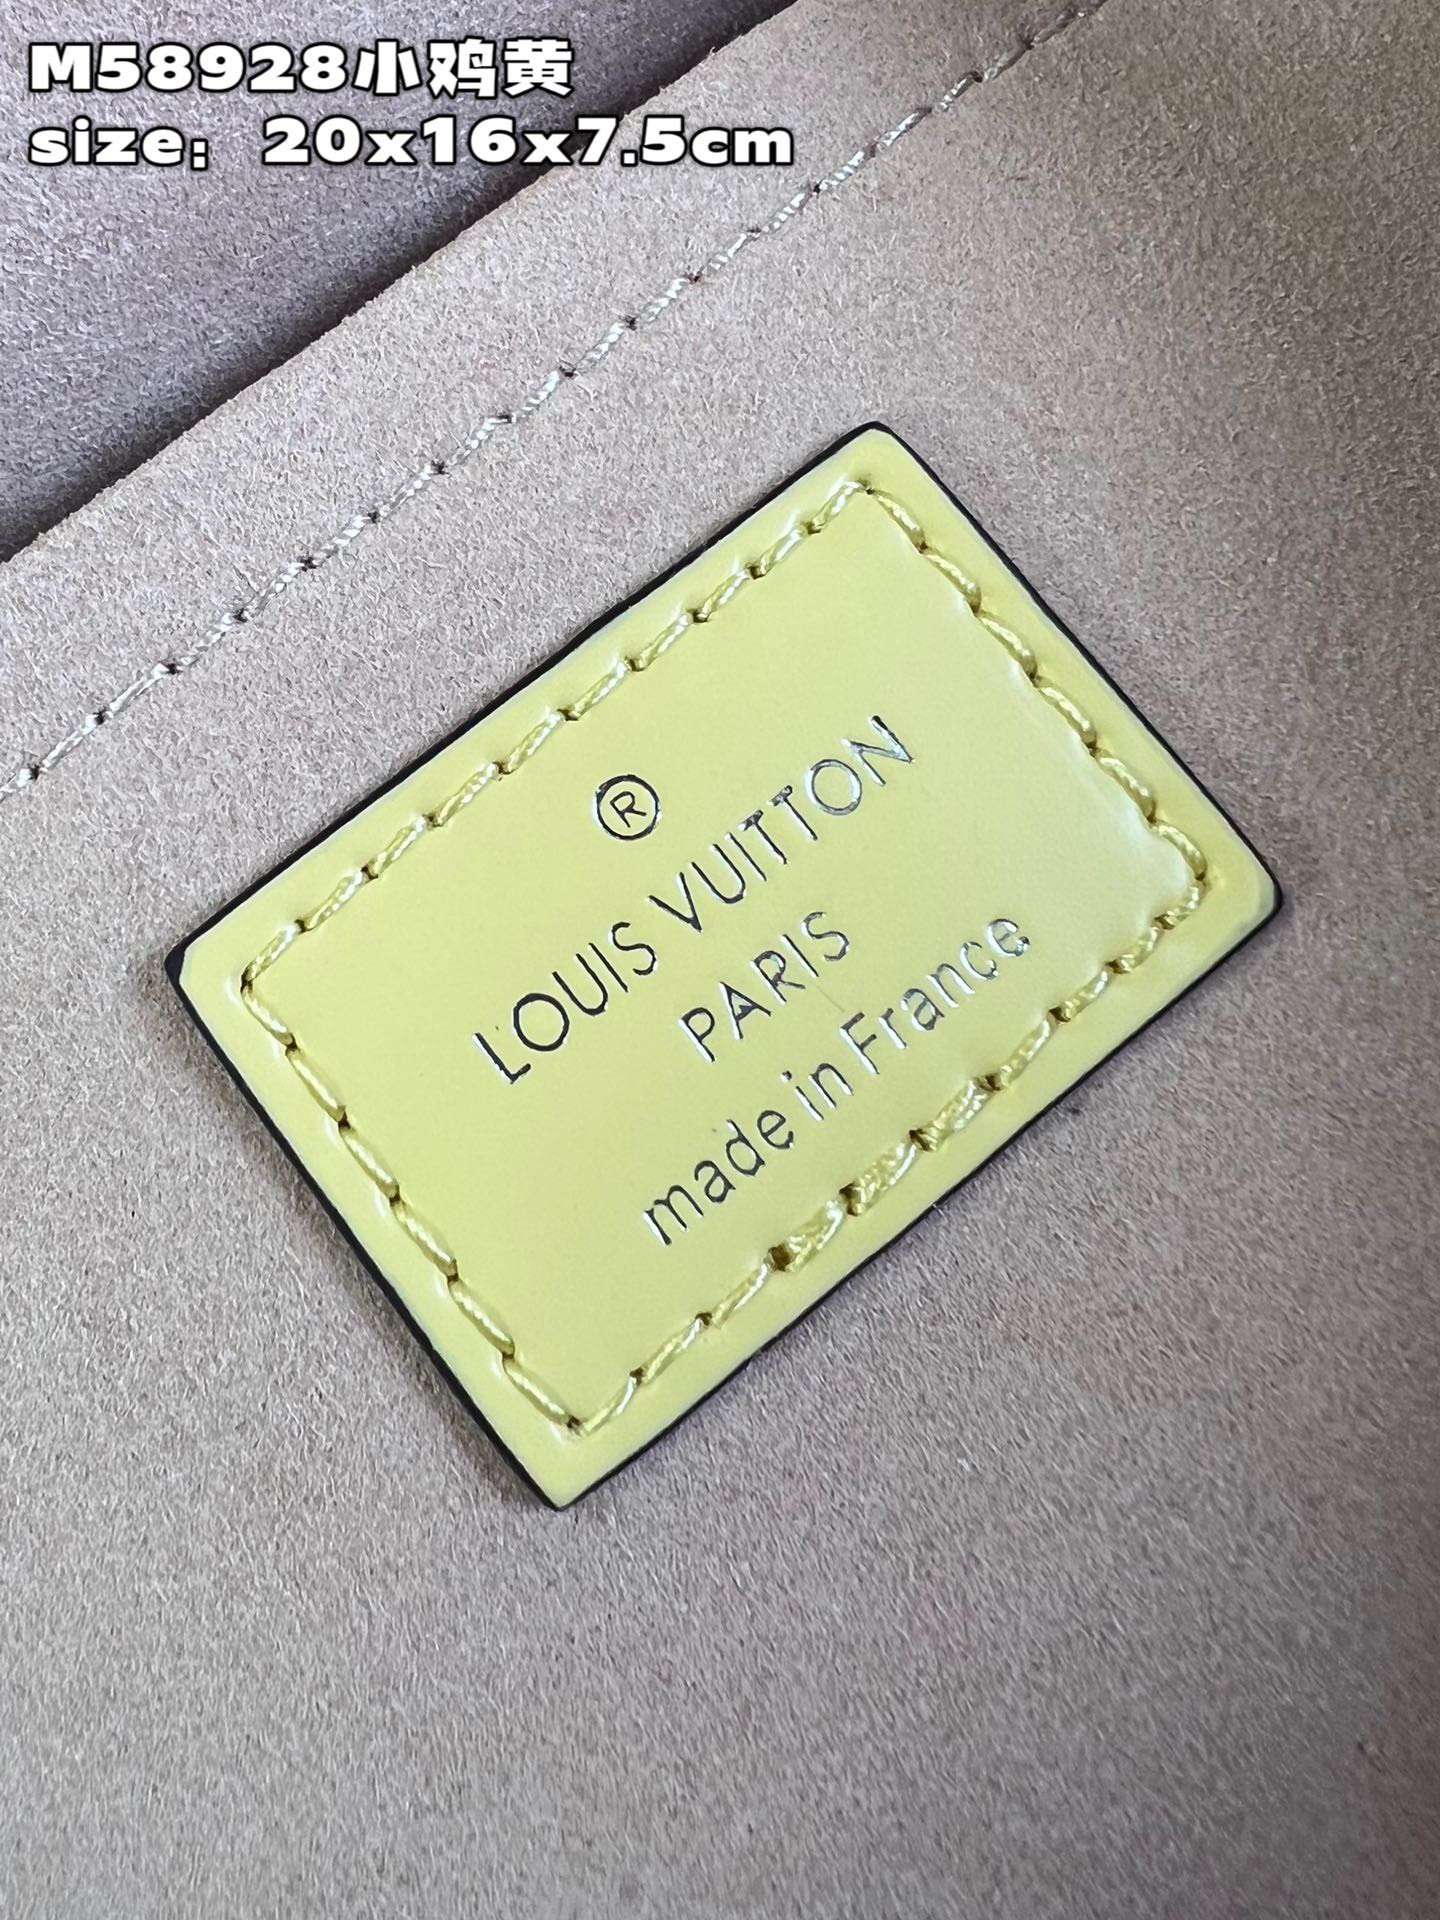 M58928小鸡黄
size：20x16x7.5cm
®
LOUIS VUITTON
PARIS
made in France